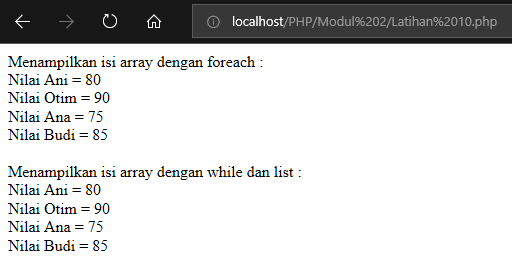 localhost/PHP/Modul%202/Latihan%2010.php
Menampilkan isi array dengan foreach :
Nilai Ani = 80
Nilai Otim = 90
Nilai Ana = 75
Nilai Budi = 85
Menampilkan isi array dengan while dan list :
Nilai Ani = 80
Nilai Otim = 90
Nilai Ana = 75
Nilai Budi = 85